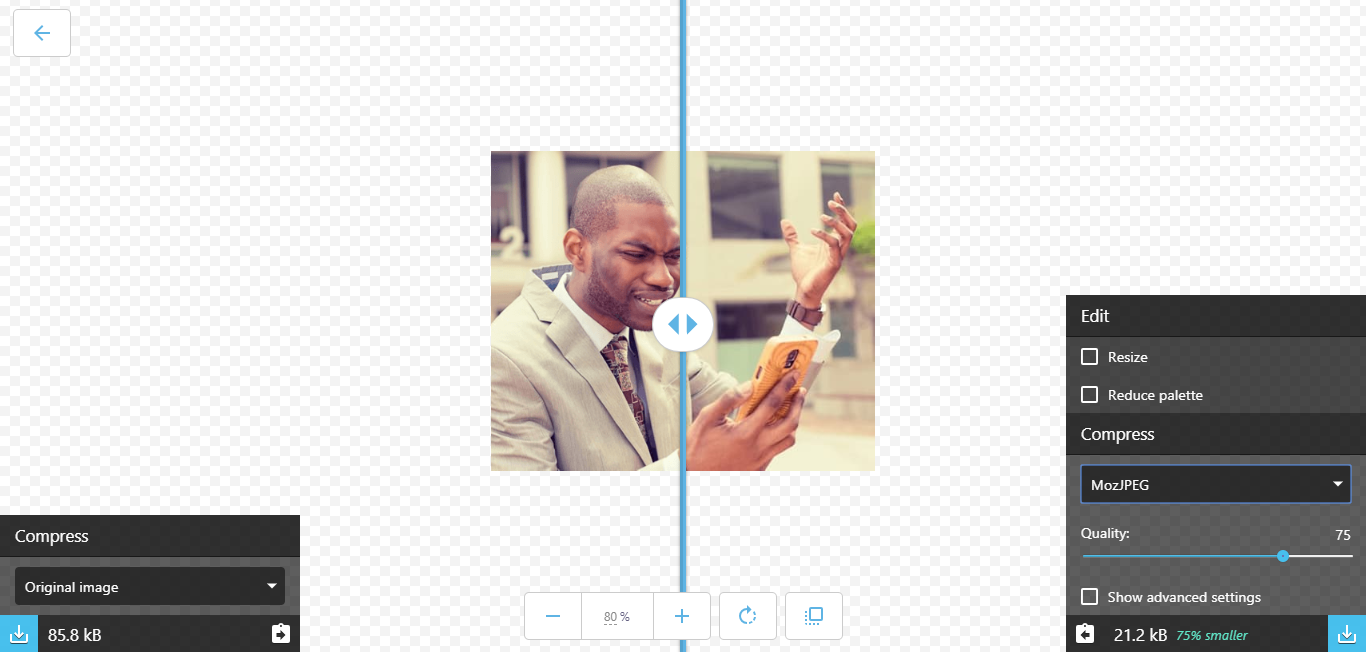 Edit
Resize
Reduce palette
Compress
MozJPEG
Quality: 75
Show advanced settings
21.2 kB 75% smaller
Compress
Original image
85.8 kB
80 %
2